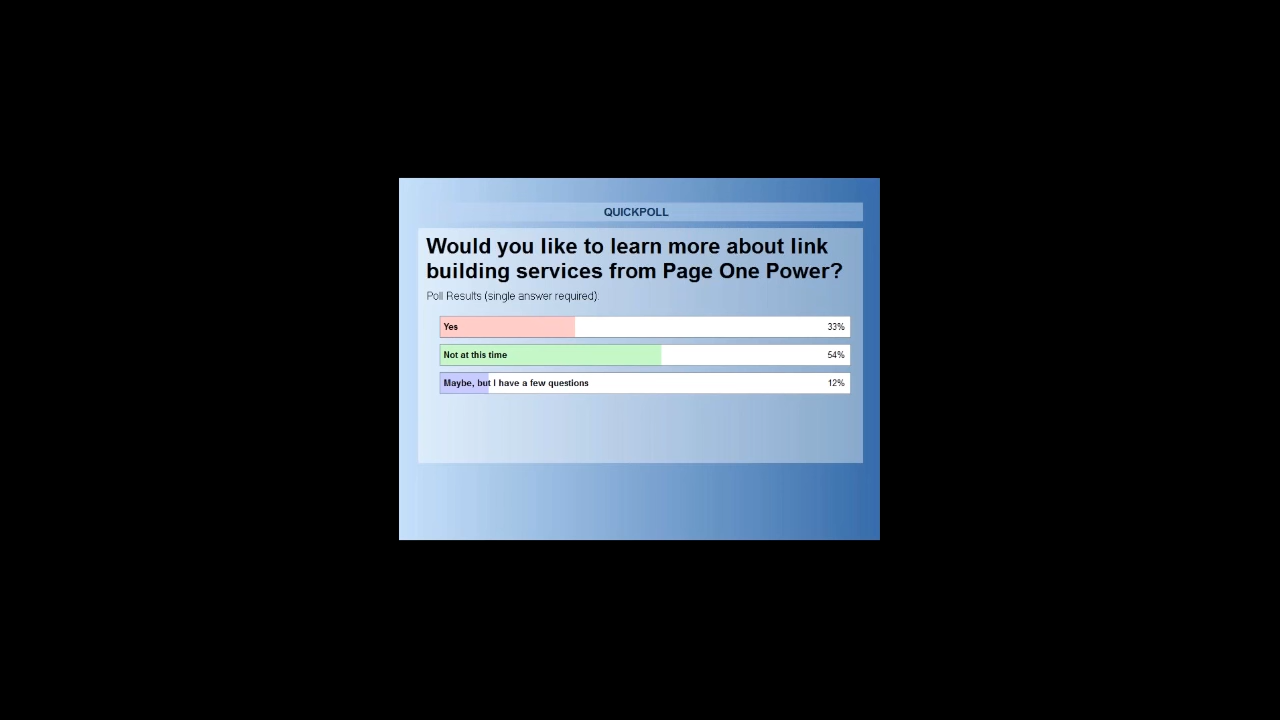 QUICKPOLL
Would you like to learn more about link
building services from Page One Power?
Poll Results (single answer required):
Yes 33%
Not at this time 54%
Maybe, but I have a few questions 12%